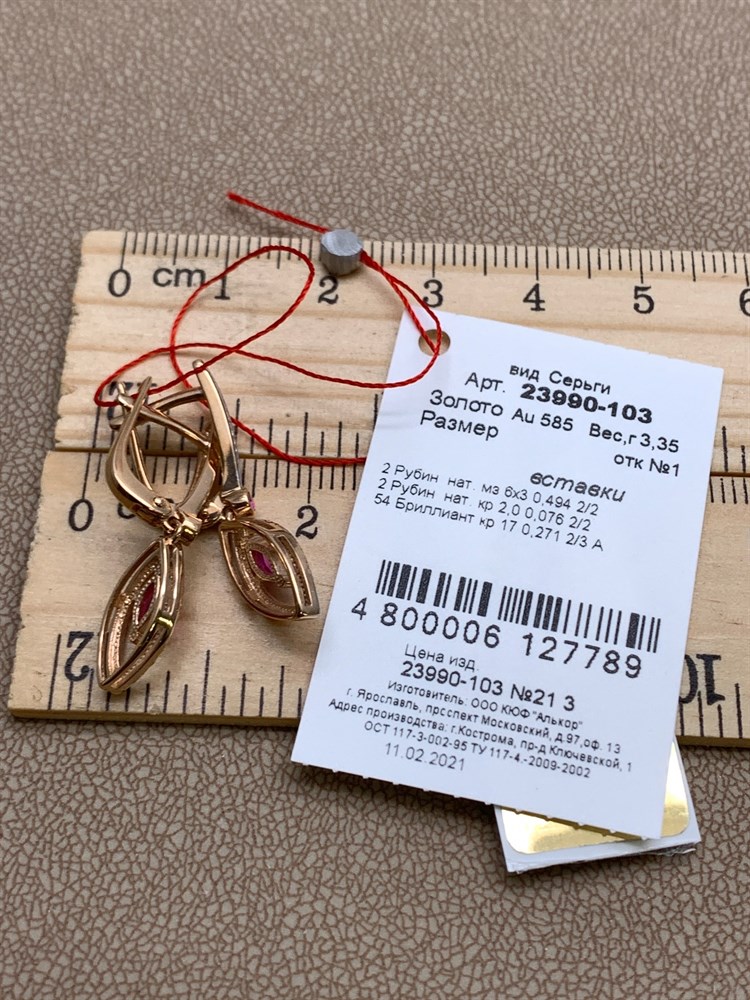 0 cm 1 2 3 4 5 6
0 2
12 10
вид Серьги
Арт. 23990-103
Золото Au 585 Вес,г 3,35
Размер отк №1
вставки
2 Рубин нат. мз 6х3 0,494 2/2
2 Рубин нат. кр 2,0 0,076 2/2
54 Бриллиант кр 17 0,271 2/3 А
4 800006 127789
Цена изд.
23990-103 №21 3
Изготовитель: ООО КЮФ "Алькор"
г. Ярославль, прсспект Московский, д.97,оф. 13
Адрес производства: г.Кострома, пр-д Ключевской, 1
ОСТ 117-3-002-95 ТУ 117-4.-2009-2002
11.02.2021